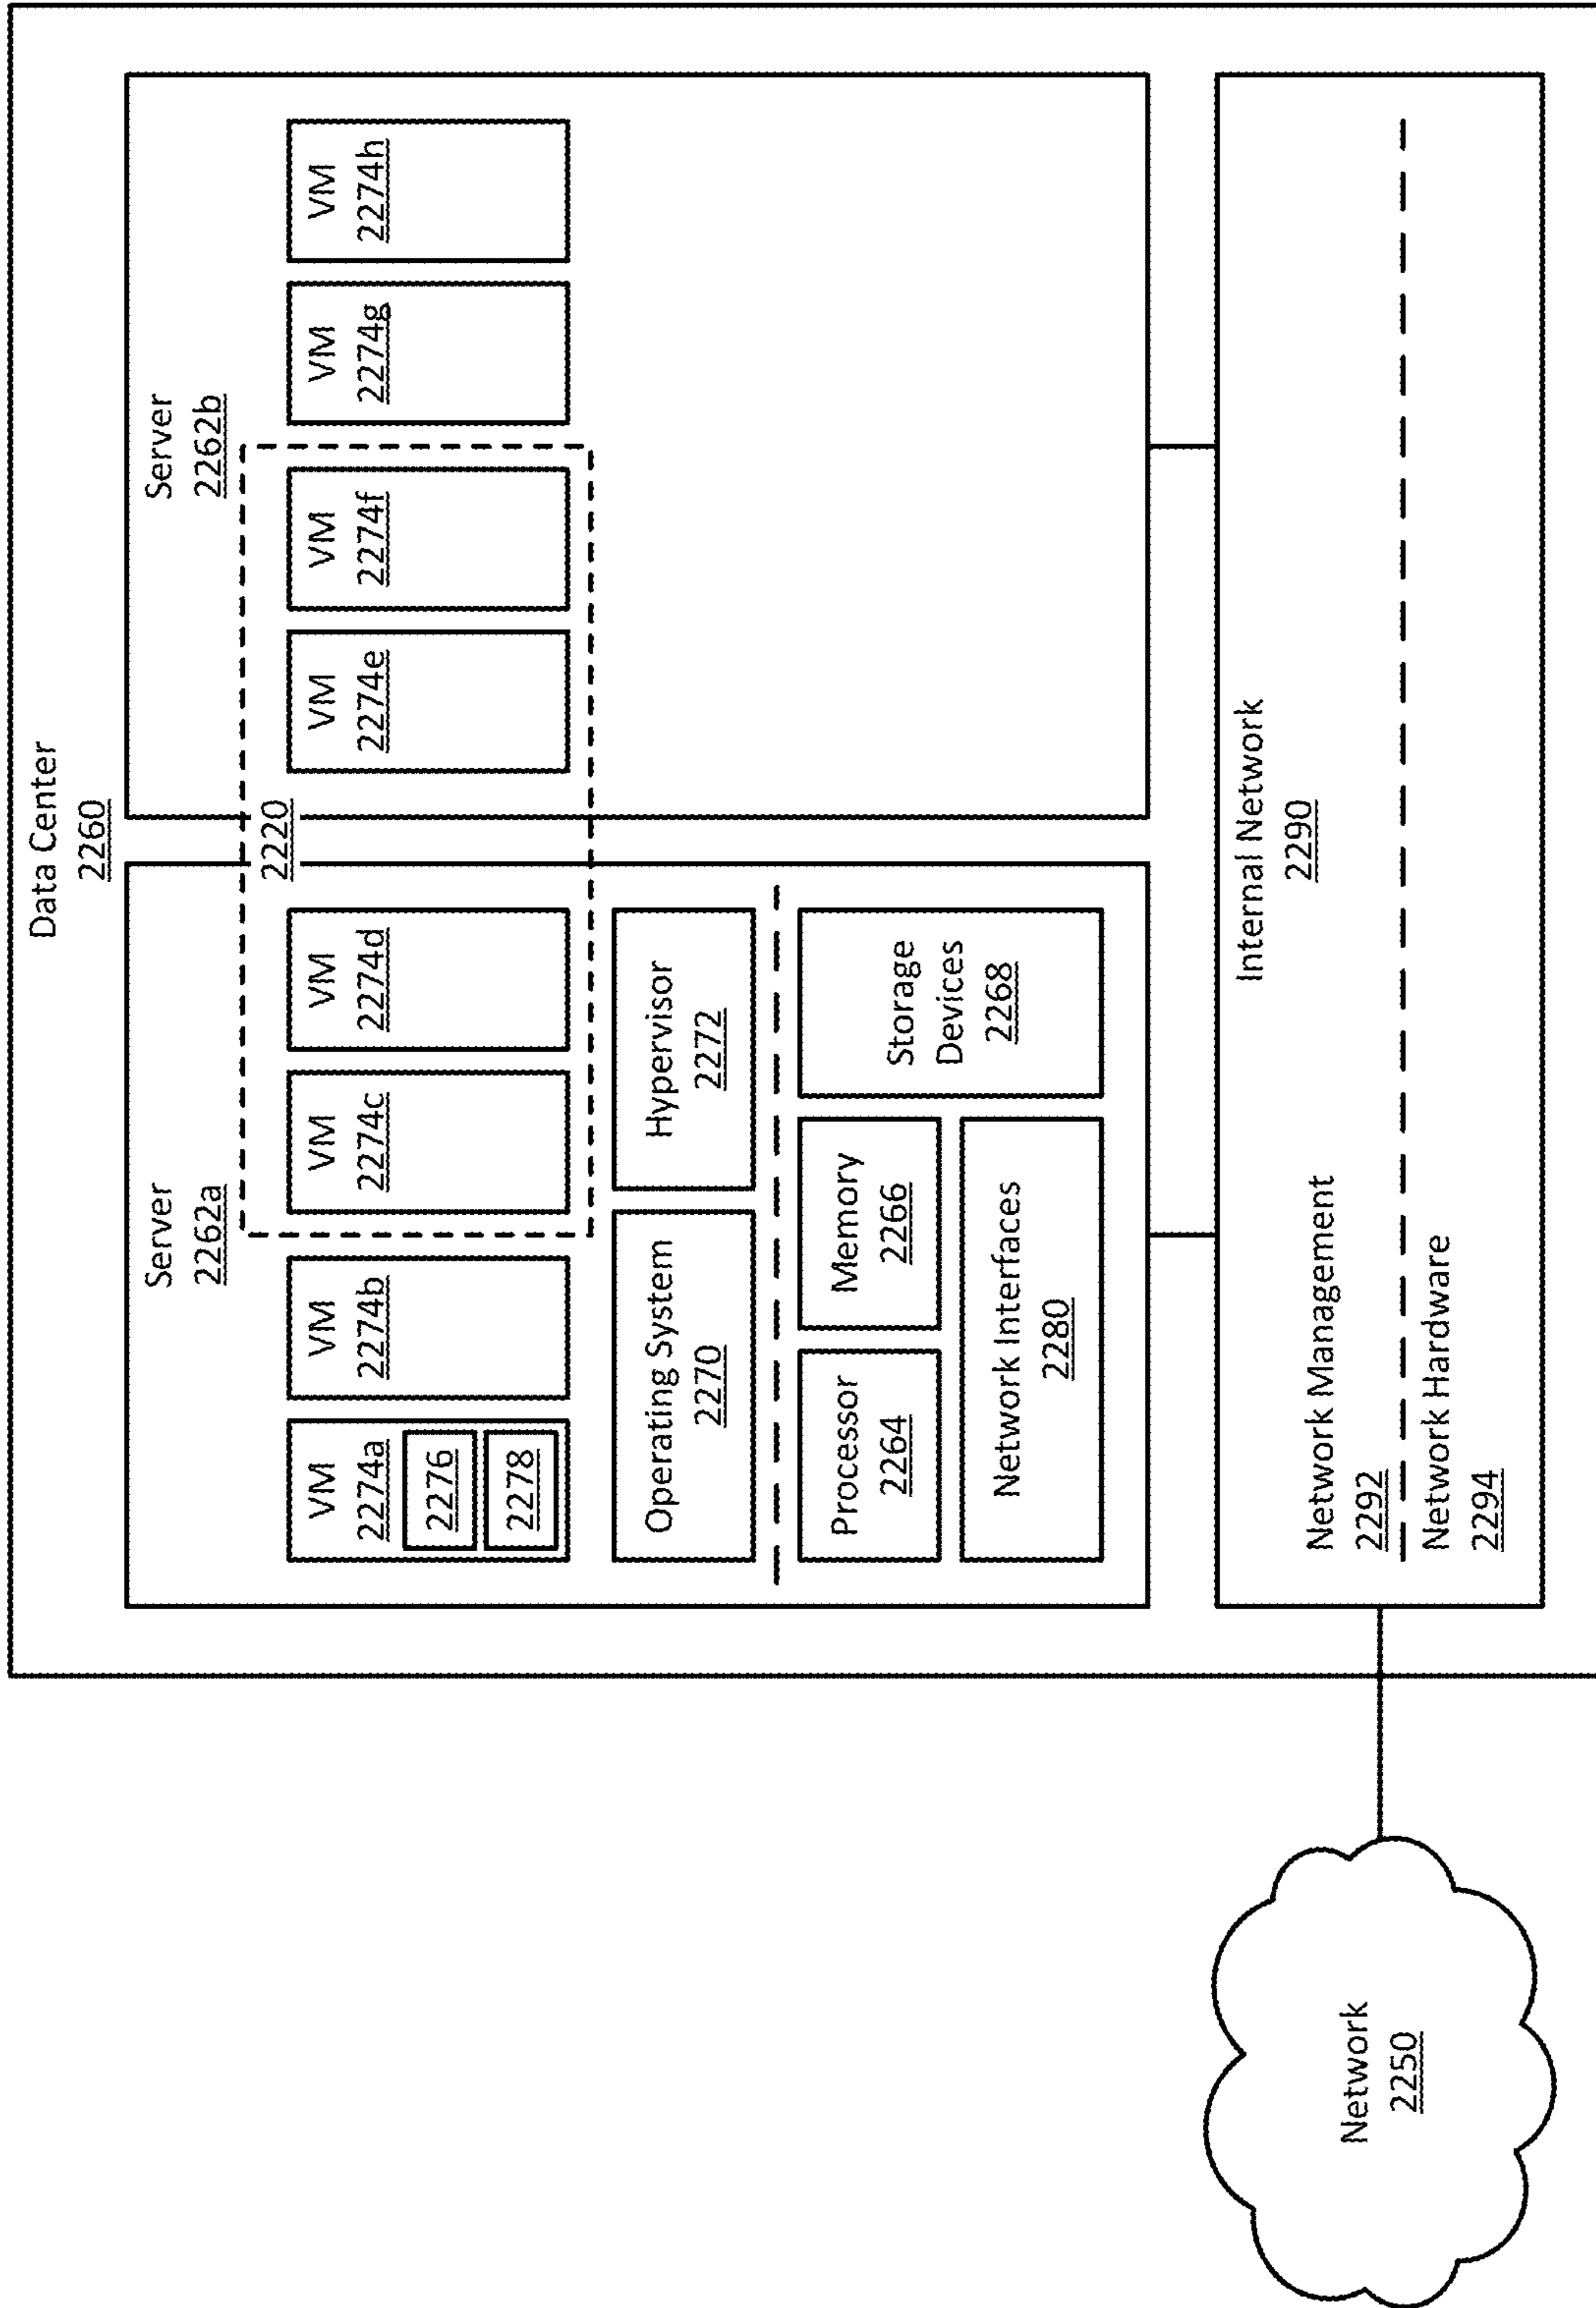 Data Center
2260
Server
2262a
Server
2262b
2220
VM
2274a
2276
2278
VM
2274b
VM
2274c
VM
2274d
VM
2274e
VM
2274f
VM
2274g
VM
2274h
Operating System
2270
Hypervisor
2272
Processor
2264
Memory
2266
Storage
Devices
2268
Network Interfaces
2280
Internal Network
2290
Network Management
2292
Network Hardware
2294
Network
2250